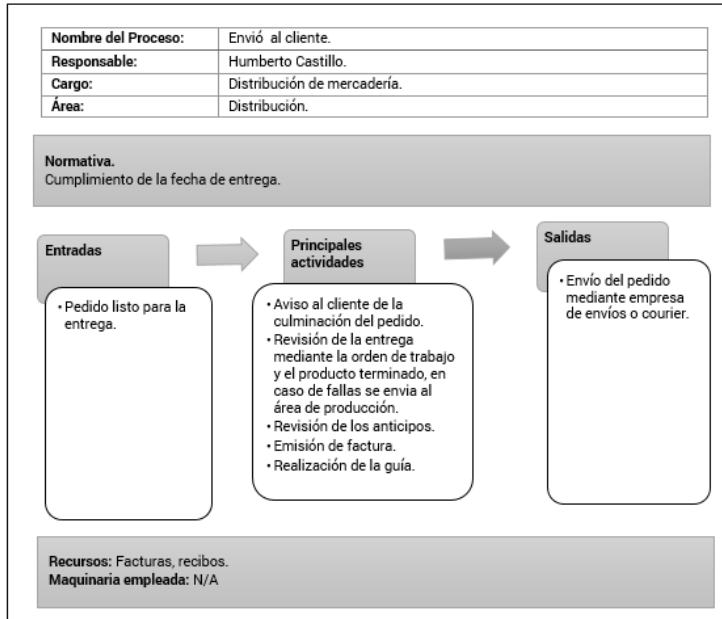 Nombre del Proceso: Envió al cliente.
Responsable: Humberto Castillo.
Cargo: Distribución de mercadería.
Área: Distribución.
Normativa.
Cumplimiento de la fecha de entrega.
Entradas
• Pedido listo para la
entrega.
Principales
actividades
• Aviso al cliente de la
culminación del pedido.
• Revisión de la entrega
mediante la orden de trabajo
y el producto terminado, en
caso de fallas se envia al
área de producción.
• Revisión de los anticipos.
• Emisión de factura.
• Realización de la guía.
Salidas
• Envío del pedido
mediante empresa
de envíos o courier.
Recursos: Facturas, recibos.
Maquinaria empleada: N/A